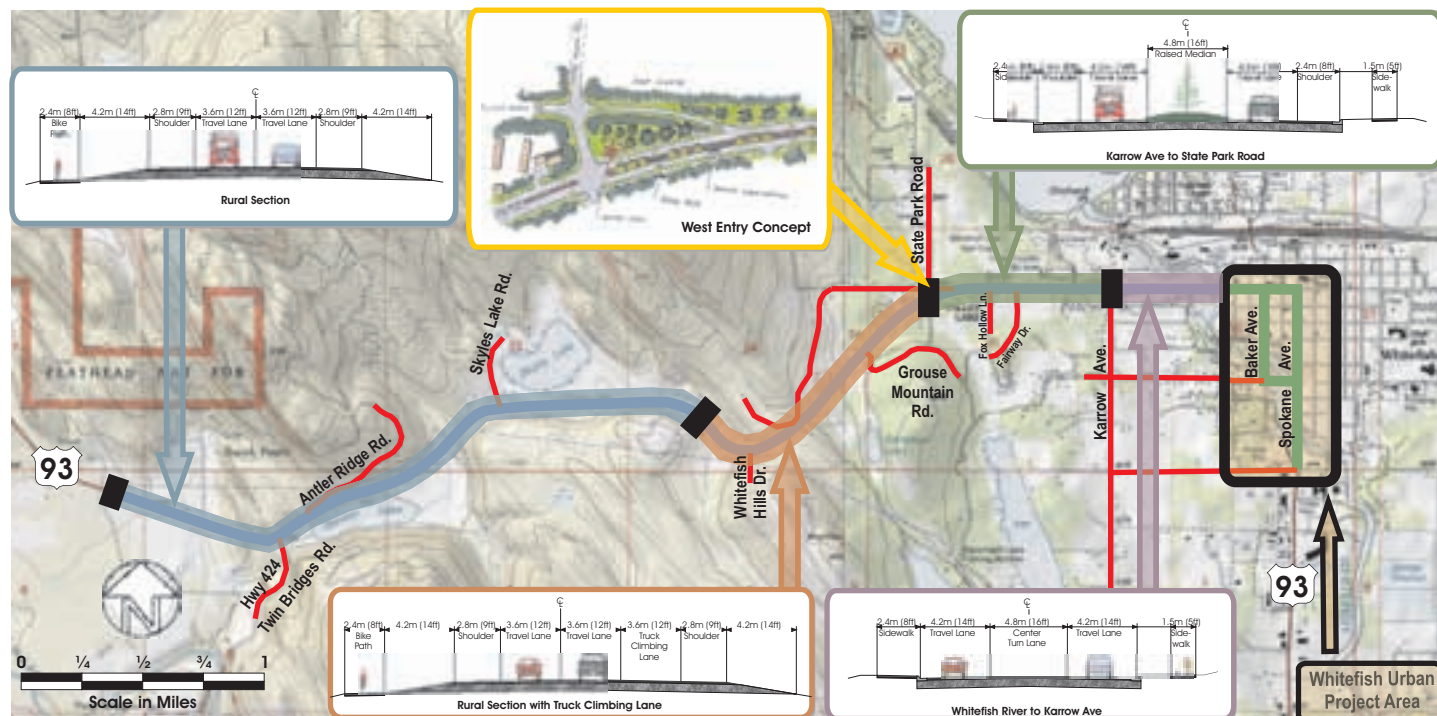 2.4m (8ft)
Bike
Path
4.2m (14ft)
2.8m (9ft)
Shoulder
3.6m (12ft)
Travel Lane
℄
3.6m (12ft)
Travel Lane
2.8m (9ft)
Shoulder
4.2m (14ft)
Rural Section
West Entry Concept
℄
4.8m (16ft)
Raised Median
2.4m (8ft)
Shoulder
1.5m (5ft)
Side-
walk
Karrow Ave to State Park Road
State Park Road
Skyles Lake Rd.
Fox Hollow Ln.
Fairway Dr.
Grouse
Mountain
Rd.
Karrow Ave.
Baker Ave.
Spokane Ave.
Antler Ridge Rd.
Whitefish
Hills Dr.
93
Hwy 424
Twin Bridges Rd.
FLATHEAD NAT FOR
N
0 ¼ ½ ¾ 1
Scale in Miles
2.4m (8ft)
Bike
Path
4.2m (14ft)
2.8m (9ft)
Shoulder
3.6m (12ft)
Travel Lane
℄
3.6m (12ft)
Travel Lane
3.6m (12ft)
Truck
Climbing
Lane
2.8m (9ft)
Shoulder
4.2m (14ft)
Rural Section with Truck Climbing Lane
2.4m (8ft)
Sidewalk
4.2m (14ft)
Travel Lane
℄
4.8m (16ft)
Center
Turn Lane
4.2m (14ft)
Travel Lane
1.5m (5ft)
Side-
walk
Whitefish River to Karrow Ave
93
Whitefish Urban
Project Area